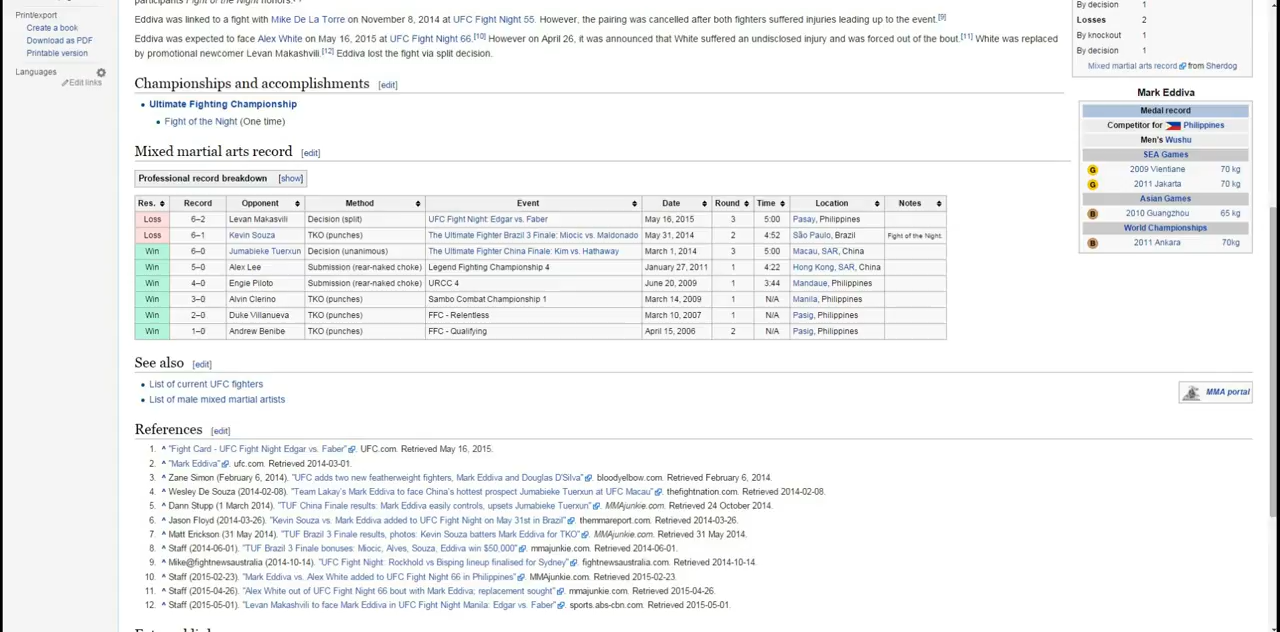 participants Fight of the Night honors.
Print/export
Create a book
Download as PDF
Printable version
Languages
Edit links
Eddiva was linked to a fight with Mike De La Torre on November 8, 2014 at UFC Fight Night 55. However, the pairing was cancelled after both fighters suffered injuries leading up to the event.[9]
Eddiva was expected to face Alex White on May 16, 2015 at UFC Fight Night 66.[10] However on April 26, it was announced that White suffered an undisclosed injury and was forced out of the bout.[11] White was replaced
by promotional newcomer Levan Makashvili.[12] Eddiva lost the fight via split decision.
Championships and accomplishments [edit]
Ultimate Fighting Championship
Fight of the Night (One time)
Mixed martial arts record [edit]
Professional record breakdown [show]
Res. Record Opponent Method Event Date Round Time Location Notes
Loss 6–2 Levan Makasvili Decision (split) UFC Fight Night: Edgar vs. Faber May 16, 2015 3 5:00 Pasay, Philippines
Loss 6–1 Kevin Souza TKO (punches) The Ultimate Fighter Brazil 3 Finale: Miocic vs. Maldonado May 31, 2014 2 4:52 São Paulo, Brazil Fight of the Night.
Win 6–0 Jumabieke Tuerxun Decision (unanimous) The Ultimate Fighter China Finale: Kim vs. Hathaway March 1, 2014 3 5:00 Macau, SAR, China
Win 5–0 Alex Lee Submission (rear-naked choke) Legend Fighting Championship 4 January 27, 2011 1 4:22 Hong Kong, SAR, China
Win 4–0 Engie Piloto Submission (rear-naked choke) URCC 4 June 20, 2009 1 3:44 Mandaue, Philippines
Win 3–0 Alvin Clerino TKO (punches) Sambo Combat Championship 1 March 14, 2009 1 N/A Manila, Philippines
Win 2–0 Duke Villanueva TKO (punches) FFC - Relentless March 10, 2007 1 N/A Pasig, Philippines
Win 1–0 Andrew Benibe TKO (punches) FFC - Qualifying April 15, 2006 2 N/A Pasig, Philippines
See also [edit]
List of current UFC fighters
List of male mixed martial artists
MMA portal
References [edit]
1. ^ "Fight Card - UFC Fight Night Edgar vs. Faber". UFC.com. Retrieved May 16, 2015.
2. ^ "Mark Eddiva". ufc.com. Retrieved 2014-03-01.
3. ^ Zane Simon (February 6, 2014). "UFC adds two new featherweight fighters, Mark Eddiva and Douglas D'Silva". bloodyelbow.com. Retrieved February 6, 2014.
4. ^ Wesley De Souza (2014-02-08). "Team Lakay's Mark Eddiva to face China's hottest prospect Jumabieke Tuerxun at UFC Macau". thefightnation.com. Retrieved 2014-02-08.
5. ^ Dann Stupp (1 March 2014). "TUF China Finale results: Mark Eddiva easily controls, upsets Jumabieke Tuerxun". MMAjunkie.com. Retrieved 24 October 2014.
6. ^ Jason Floyd (2014-03-26). "Kevin Souza vs. Mark Eddiva added to UFC Fight Night on May 31st in Brazil". themmareport.com. Retrieved 2014-03-26.
7. ^ Matt Erickson (31 May 2014). "TUF Brazil 3 Finale results, photos: Kevin Souza batters Mark Eddiva for TKO". MMAjunkie.com. Retrieved 31 May 2014.
8. ^ Staff (2014-06-01). "TUF Brazil 3 Finale bonuses: Miocic, Alves, Souza, Eddiva win $50,000". mmajunkie.com. Retrieved 2014-06-01.
9. ^ Mike@fightnewsaustralia (2014-10-14). "UFC Fight Night: Rockhold vs Bisping lineup finalised for Sydney". fightnewsaustralia.com. Retrieved 2014-10-14.
10. ^ Staff (2015-02-23). "Mark Eddiva vs. Alex White added to UFC Fight Night 66 in Philippines". MMAjunkie.com. Retrieved 2015-02-23.
11. ^ Staff (2015-04-26). "Alex White out of UFC Fight Night 66 bout with Mark Eddiva; replacement sought". mmajunkie.com. Retrieved 2015-04-26.
12. ^ Staff (2015-05-01). "Levan Makashvili to face Mark Eddiva in UFC Fight Night Manila: Edgar vs. Faber". sports.abs-cbn.com. Retrieved 2015-05-01.
By decision 1
Losses 2
By knockout 1
By decision 1
Mixed martial arts record from Sherdog
Mark Eddiva
Medal record
Competitor for Philippines
Men's Wushu
SEA Games
G 2009 Vientiane 70 kg
G 2011 Jakarta 70 kg
Asian Games
B 2010 Guangzhou 65 kg
World Championships
B 2011 Ankara 70kg